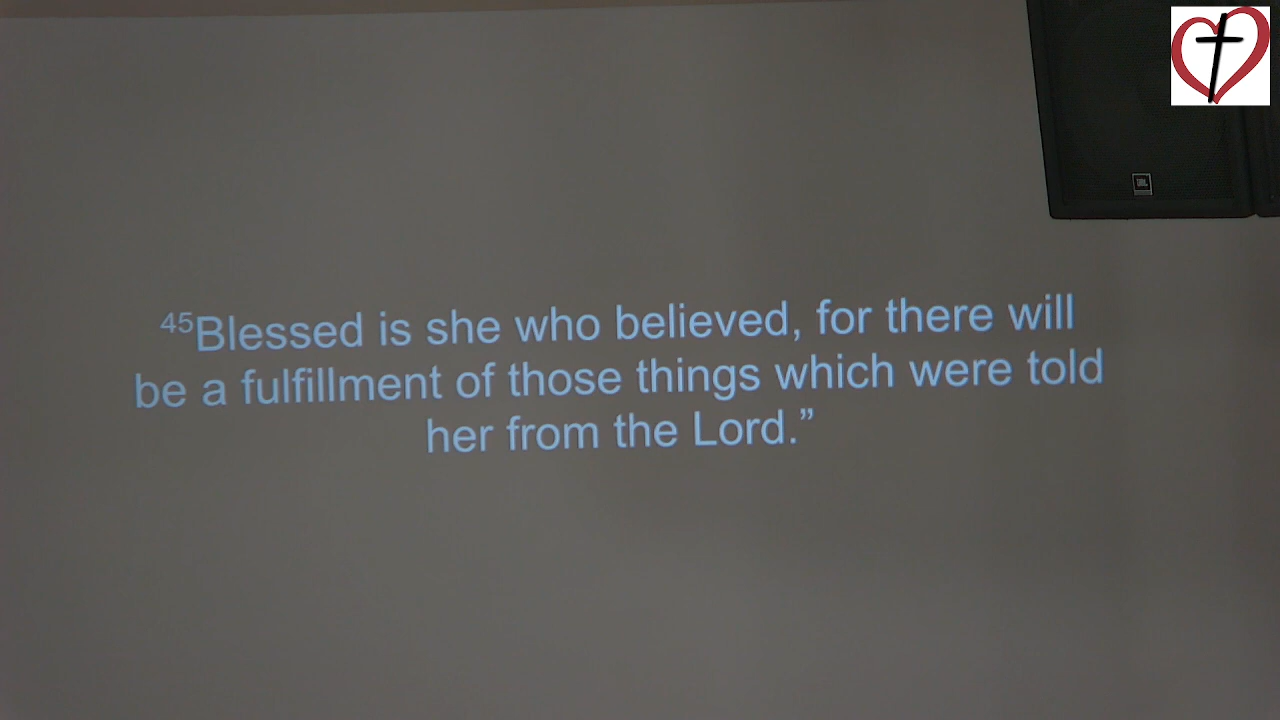 ⁴⁵Blessed is she who believed, for there will
be a fulfillment of those things which were told
her from the Lord.”
JBL